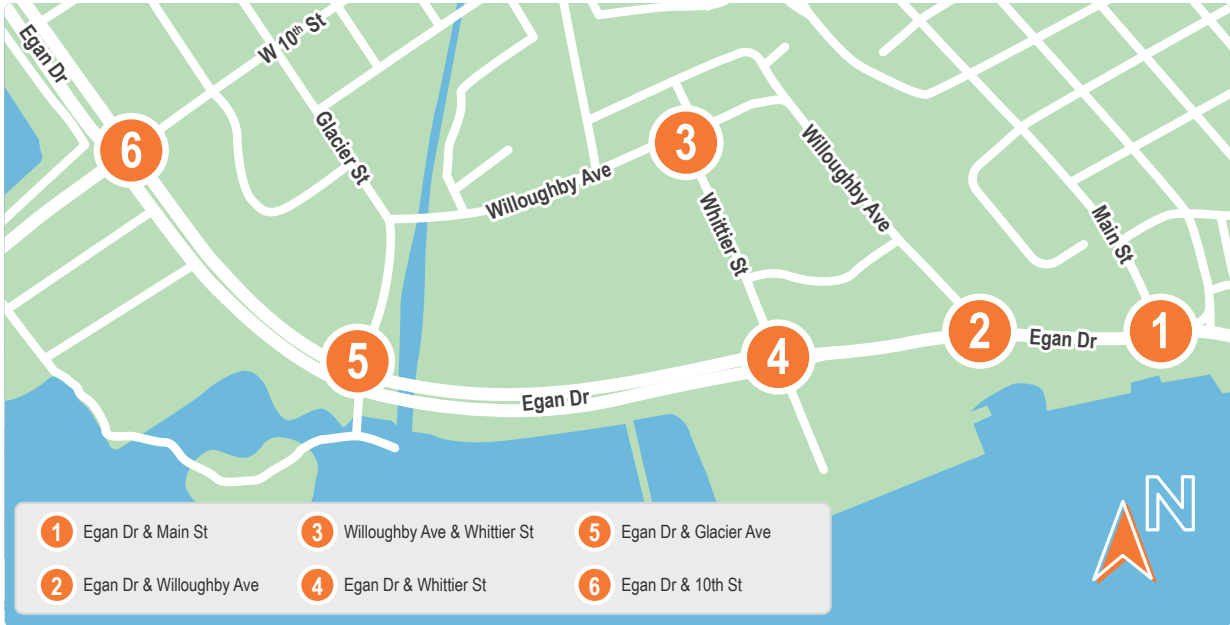 Egan Dr
W 10th St
6
Glacier St
3
Willoughby Ave
Willoughby Ave
Whittier St
Main St
5
4
2
Egan Dr
1
Egan Dr
N
1 Egan Dr & Main St
3 Willoughby Ave & Whittier St
5 Egan Dr & Glacier Ave
2 Egan Dr & Willoughby Ave
4 Egan Dr & Whittier St
6 Egan Dr & 10th St